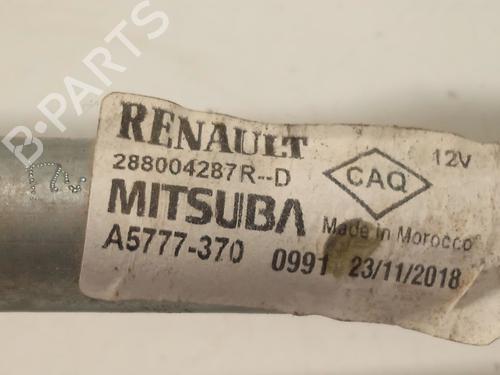 B-PARTS
RENAULT
288004287R--D
CAQ
12V
MITSUBA
Made in Morocco
A5777-370 0991 23/11/2018